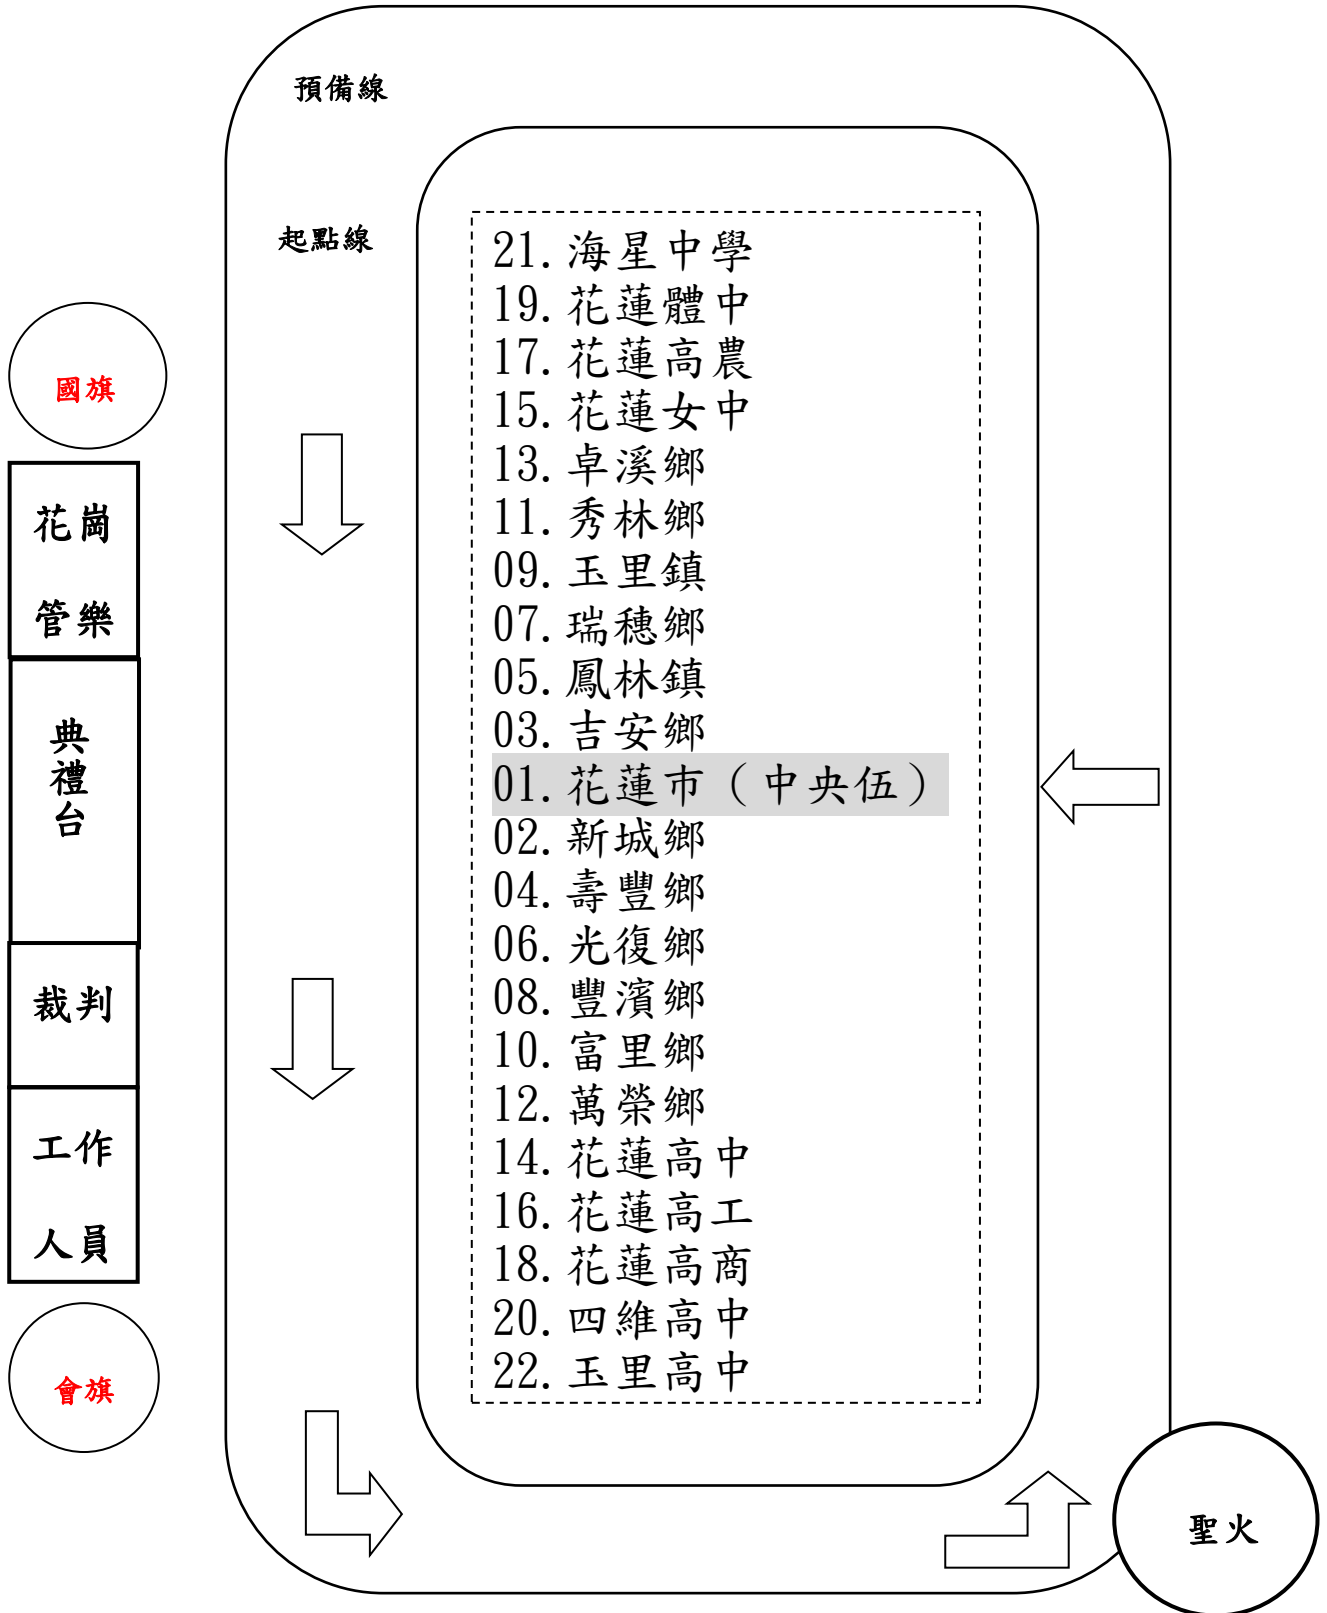 預備線
起點線
國旗
花崗
管樂
典禮台
裁判
工作
人員
會旗
21.海星中學
19.花蓮體中
17.花蓮高農
15.花蓮女中
13.卓溪鄉
11.秀林鄉
09.玉里鎮
07.瑞穗鄉
05.鳳林鎮
03.吉安鄉
01.花蓮市（中央伍）
02.新城鄉
04.壽豐鄉
06.光復鄉
08.豐濱鄉
10.富里鄉
12.萬榮鄉
14.花蓮高中
16.花蓮高工
18.花蓮高商
20.四維高中
22.玉里高中
聖火